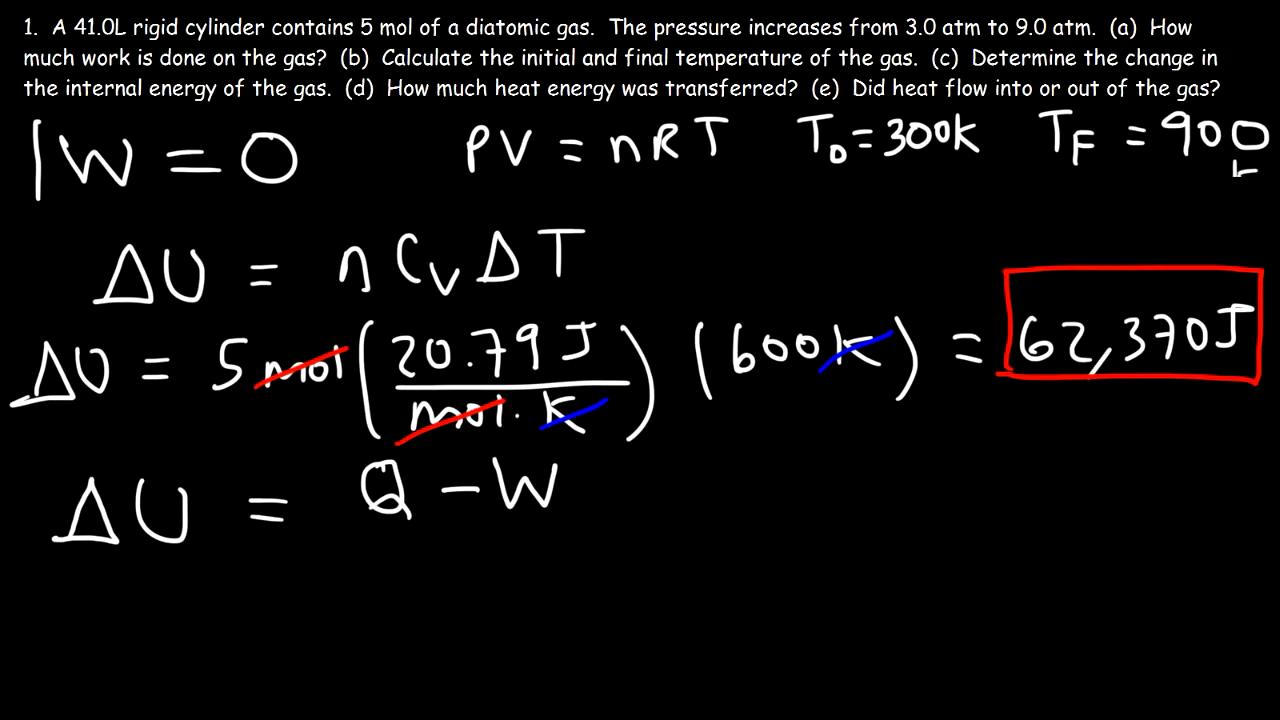 1. A 41.0L rigid cylinder contains 5 mol of a diatomic gas. The pressure increases from 3.0 atm to 9.0 atm. (a) How
much work is done on the gas? (b) Calculate the initial and final temperature of the gas. (c) Determine the change in
the internal energy of the gas. (d) How much heat energy was transferred? (e) Did heat flow into or out of the gas?
|W = 0 PV = nRT T₀ = 300K T_F = 900 K
ΔU = nC_VΔT
ΔU = 5 mol (20.79 J / mol · K) (600K) = 62,370J
ΔU = Q - W